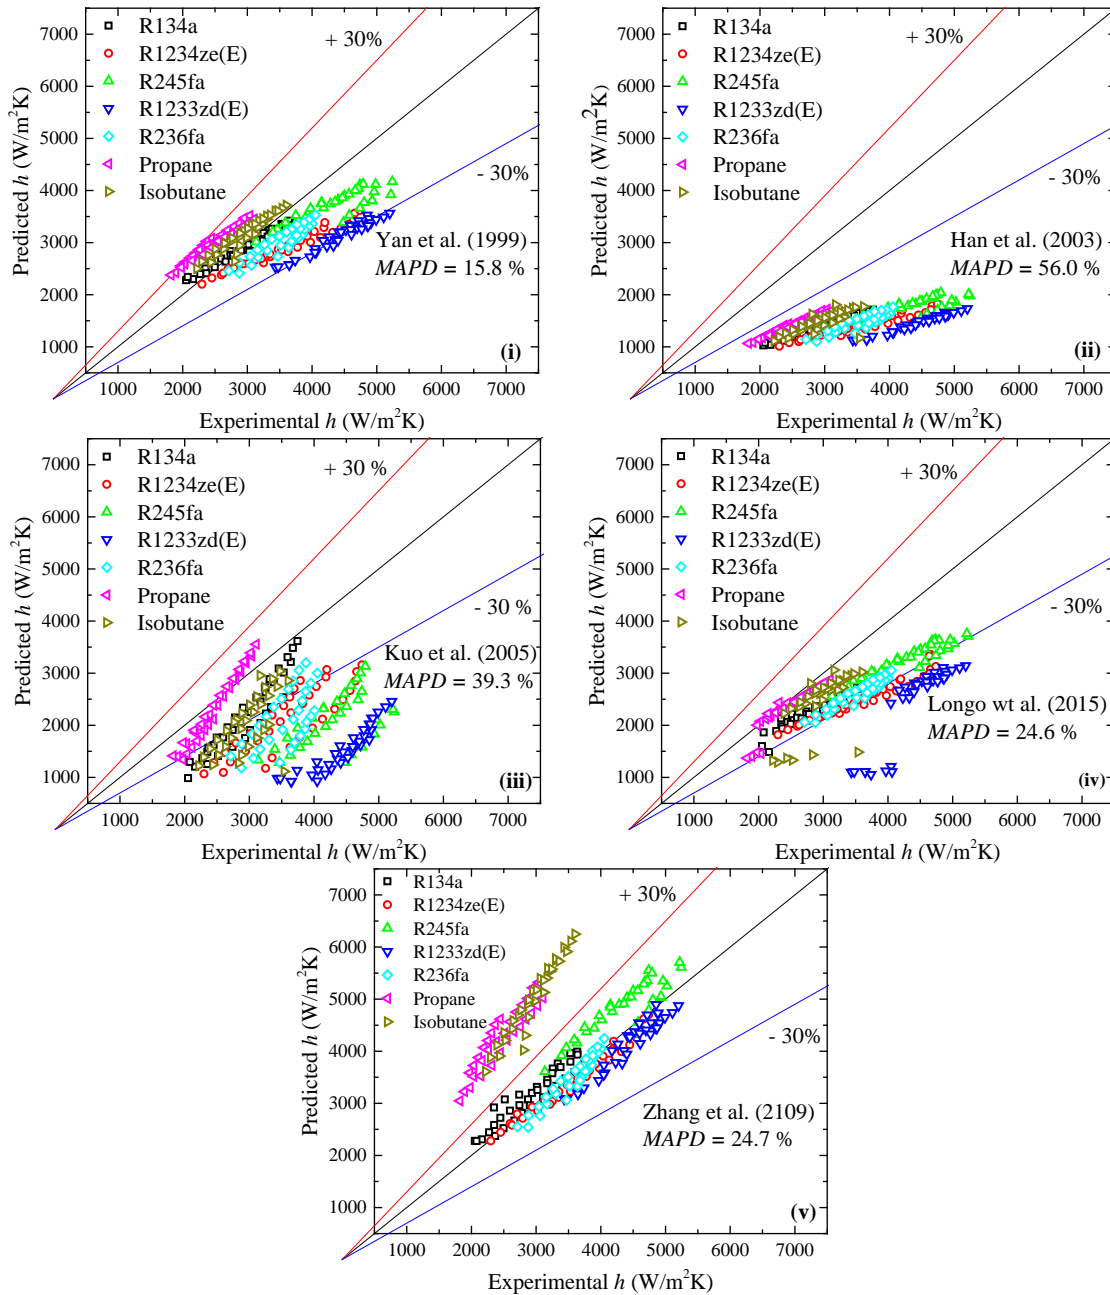 7000
6000
5000
4000
3000
2000
1000
Predicted h (W/m²K)
R134a
R1234ze(E)
R245fa
R1233zd(E)
R236fa
Propane
Isobutane
+ 30%
- 30%
Yan et al. (1999)
MAPD = 15.8 %
(i)
1000 2000 3000 4000 5000 6000 7000
Experimental h (W/m²K)
7000
6000
5000
4000
3000
2000
1000
Predicted h (W/m²K)
R134a
R1234ze(E)
R245fa
R1233zd(E)
R236fa
Propane
Isobutane
+ 30%
- 30%
Han et al. (2003)
MAPD = 56.0 %
(ii)
1000 2000 3000 4000 5000 6000 7000
Experimental h (W/m²K)
7000
6000
5000
4000
3000
2000
1000
Predicted h (W/m²K)
R134a
R1234ze(E)
R245fa
R1233zd(E)
R236fa
Propane
Isobutane
+ 30 %
- 30 %
Kuo et al. (2005)
MAPD = 39.3 %
(iii)
1000 2000 3000 4000 5000 6000 7000
Experimental h (W/m²K)
7000
6000
5000
4000
3000
2000
1000
Predicted h (W/m²K)
R134a
R1234ze(E)
R245fa
R1233zd(E)
R236fa
Propane
Isobutane
+ 30%
- 30%
Longo wt al. (2015)
MAPD = 24.6 %
(iv)
1000 2000 3000 4000 5000 6000 7000
Experimental h (W/m²K)
7000
6000
5000
4000
3000
2000
1000
Predicted h (W/m²K)
R134a
R1234ze(E)
R245fa
R1233zd(E)
R236fa
Propane
Isobutane
+ 30%
- 30%
Zhang et al. (2109)
MAPD = 24.7 %
(v)
1000 2000 3000 4000 5000 6000 7000
Experimental h (W/m²K)